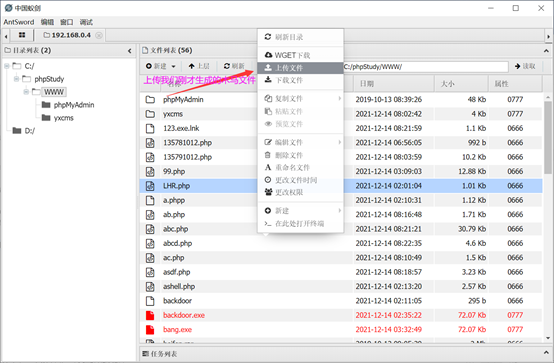 中国蚁剑
AntSword 编辑 窗口 调试
192.168.0.4
目录列表 (2)
文件列表 (56)
新建 上层 刷新 C:/phpStudy/WWW/ 读取
C:/
phpStudy
WWW
phpMyAdmin
yxcms
D:/
上传我们刚才生成的木马文件
刷新目录
WGET下载
上传文件
下载文件
复制文件
粘贴文件
预览文件
编辑文件
删除文件
重命名文件
更改文件时间
更改权限
新建
在此处打开终端
日期 大小 属性
phpMyAdmin 2019-10-13 08:39:26 48 Kb 0777
yxcms 2021-12-14 08:02:42 4 Kb 0777
123.exe.lnk 2021-12-14 08:21:59 1.1 Kb 0666
135781012.php 2021-12-14 06:56:05 992 b 0666
135791012.php 2021-12-14 08:03:59 10.2 Kb 0666
99.php 2021-12-14 03:09:03 12.88 Kb 0666
LHR.php 2021-12-14 02:01:04 1.01 Kb 0666
a.phpp 2021-12-14 02:10:31 1.12 Kb 0666
ab.php 2021-12-14 08:16:48 1.71 Kb 0666
abc.php 2021-12-14 08:21:21 30.79 Kb 0666
abcd.php 2021-12-14 08:22:35 4.6 Kb 0666
ac.php 2021-12-14 08:10:49 1.5 Kb 0666
asdf.php 2021-12-14 08:18:57 3.23 Kb 0666
ashell.php 2021-12-14 02:13:20 2.57 Kb 0666
backdoor 2021-12-14 02:11:05 295 b 0666
backdoor.exe 2021-12-14 02:35:22 72.07 Kb 0777
bang.exe 2021-12-14 03:32:49 72.07 Kb 0777
任务列表